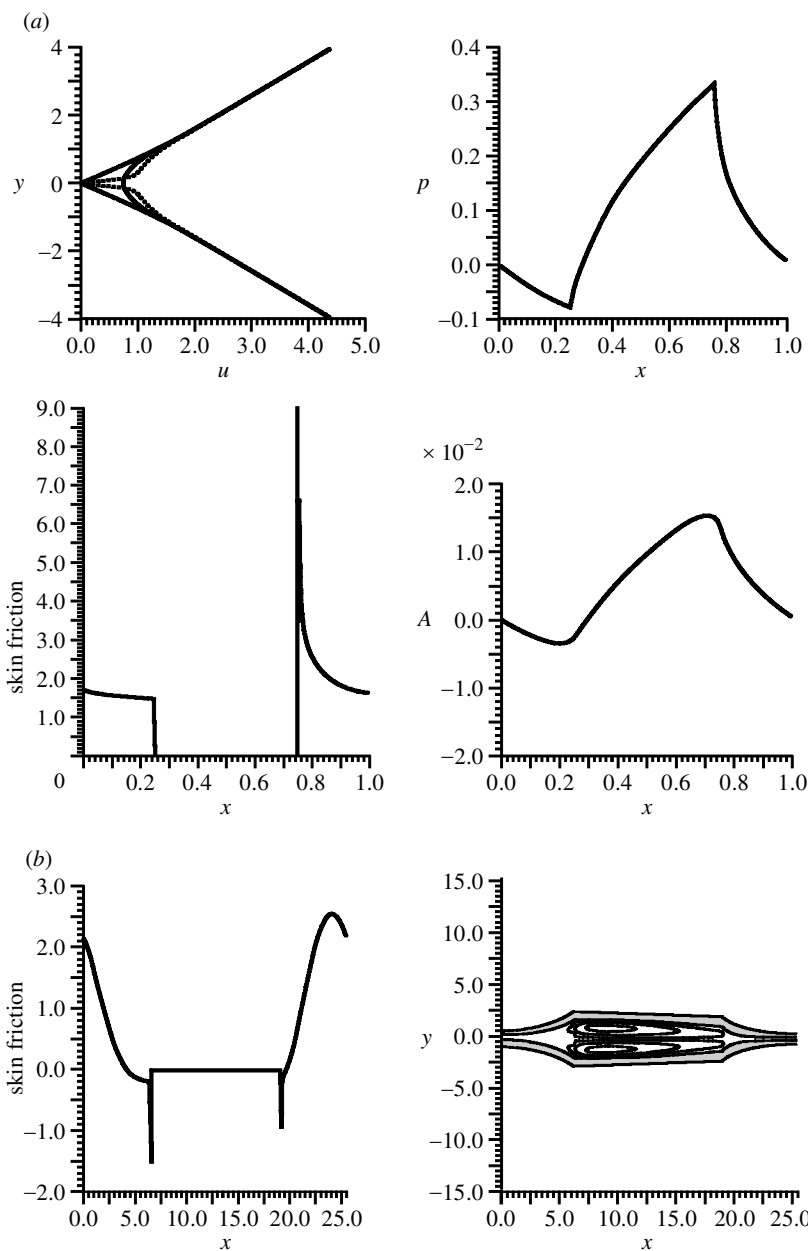 (a)
4
2
y
0
−2
−4
0.0 1.0 2.0 3.0 4.0 5.0
u
0.4
0.3
0.2
p
0.1
0.0
−0.1
0.0 0.2 0.4 0.6 0.8 1.0
x
9.0
8.0
7.0
6.0
5.0
4.0
3.0
2.0
1.0
0
skin friction
0.2 0.4 0.6 0.8 1.0
x
× 10−2
2.0
1.0
A
0.0
−1.0
−2.0
0.0 0.2 0.4 0.6 0.8 1.0
x
(b)
3.0
2.0
1.0
0.0
−1.0
−2.0
skin friction
0.0 5.0 10.0 15.0 20.0 25.0
x
15.0
10.0
5.0
y
0.0
−5.0
−10.0
−15.0
0.0 5.0 10.0 15.0 20.0 25.0
x